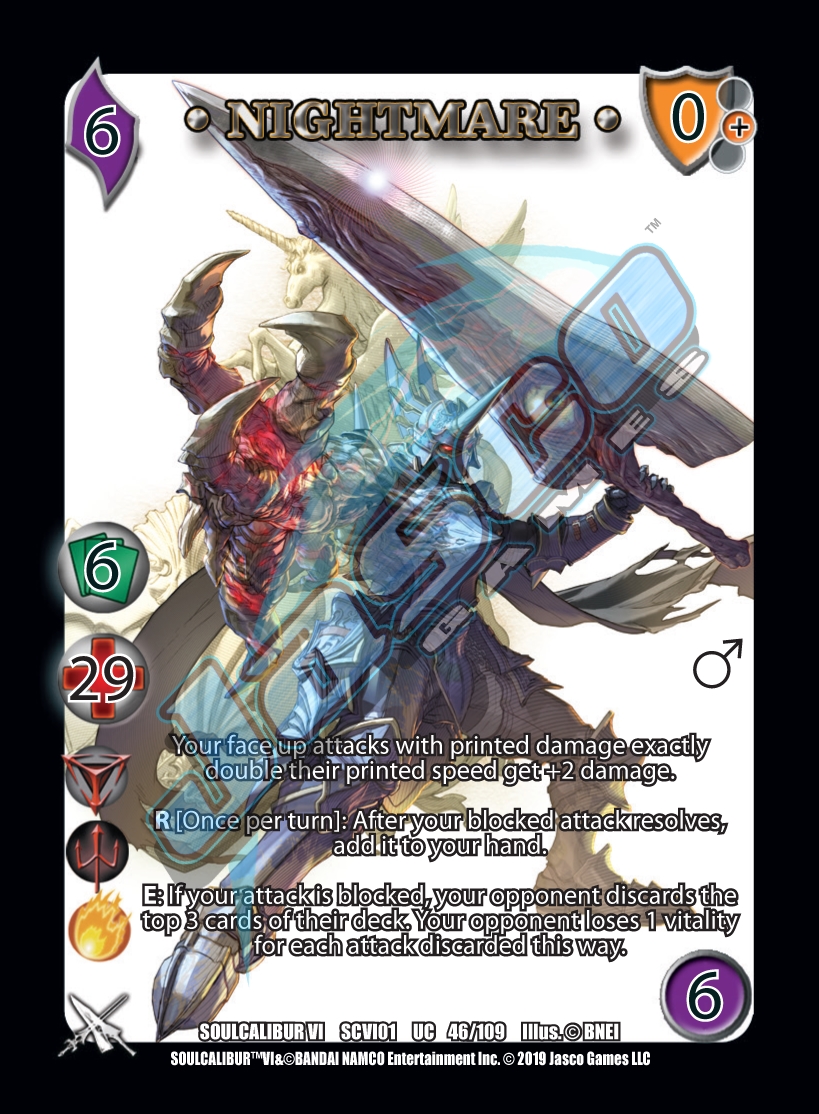 6
• NIGHTMARE •
0
+
TM
JASCO
GAMES
6
29
Your face up attacks with printed damage exactly
double their printed speed get +2 damage.
R [Once per turn]: After your blocked attack resolves,
add it to your hand.
E: If your attack is blocked, your opponent discards the
top 3 cards of their deck. Your opponent loses 1 vitality
for each attack discarded this way.
6
SOULCALIBUR VI SCVI01 UC 46/109 Illus. © BNEI
SOULCALIBUR™VI&©BANDAI NAMCO Entertainment Inc. © 2019 Jasco Games LLC